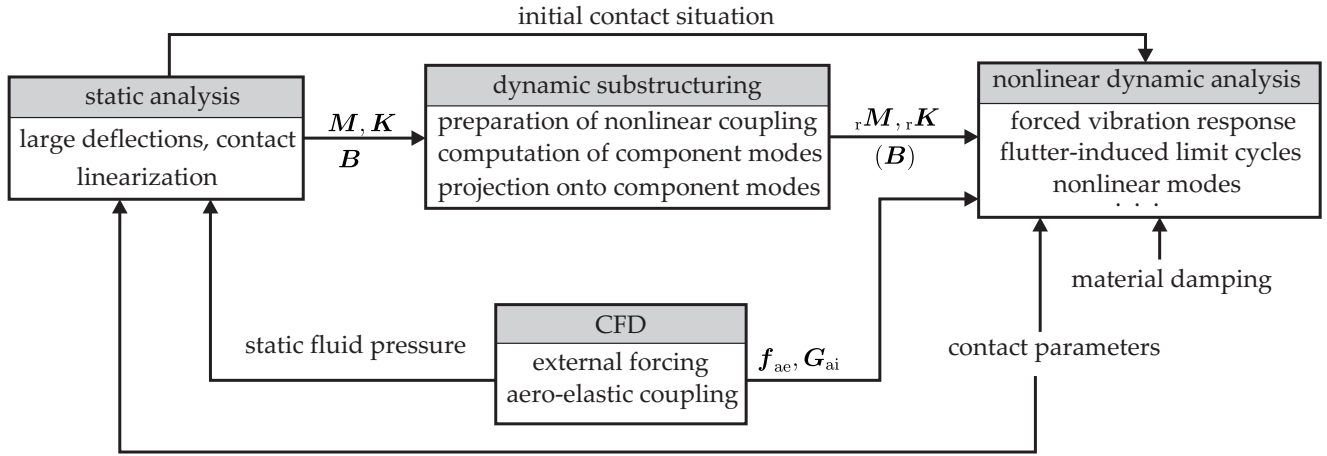 initial contact situation
static analysis
large deflections, contact
linearization
M, K
B
dynamic substructuring
preparation of nonlinear coupling
computation of component modes
projection onto component modes
rM, rK
(B)
nonlinear dynamic analysis
forced vibration response
flutter-induced limit cycles
nonlinear modes
· · ·
material damping
contact parameters
static fluid pressure
CFD
external forcing
aero-elastic coupling
f_ae, G_ai